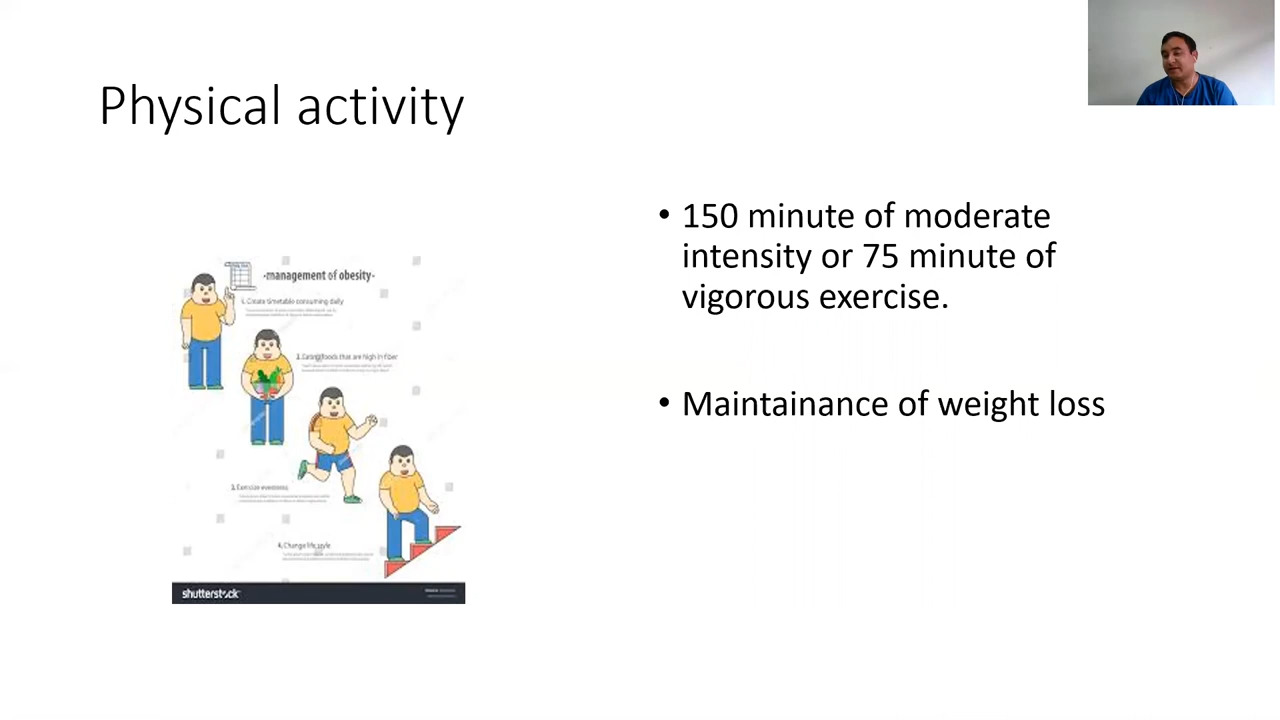 Physical activity
-management of obesity-
1. Create timetable consuming daily
2. Eating foods that are high in fiber
3. Exercise evenness
4. Change life style
shutterstock
• 150 minute of moderate
intensity or 75 minute of
vigorous exercise.
• Maintainance of weight loss